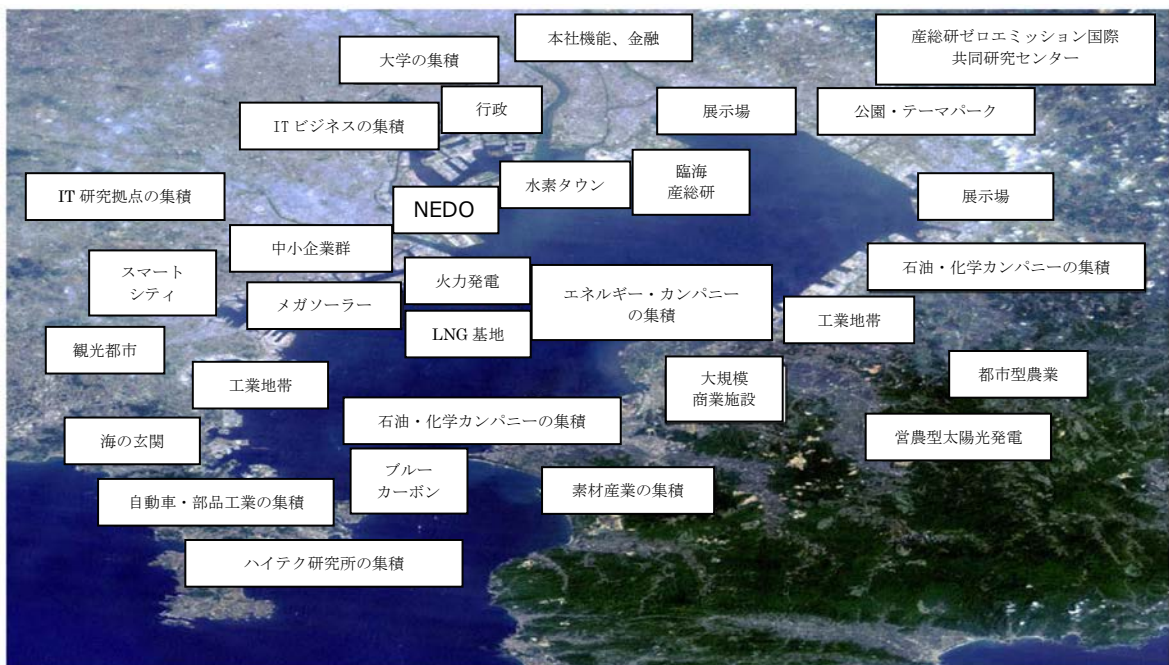 本社機能、金融
産総研ゼロエミッション国際
共同研究センター
大学の集積
行政
展示場
公園・テーマパーク
IT ビジネスの集積
水素タウン
臨海
産総研
IT 研究拠点の集積
NEDO
展示場
中小企業群
スマート
シティ
火力発電
エネルギー・カンパニー
の集積
石油・化学カンパニーの集積
メガソーラー
LNG 基地
工業地帯
観光都市
工業地帯
大規模
商業施設
都市型農業
石油・化学カンパニーの集積
営農型太陽光発電
海の玄関
ブルー
カーボン
素材産業の集積
自動車・部品工業の集積
ハイテク研究所の集積